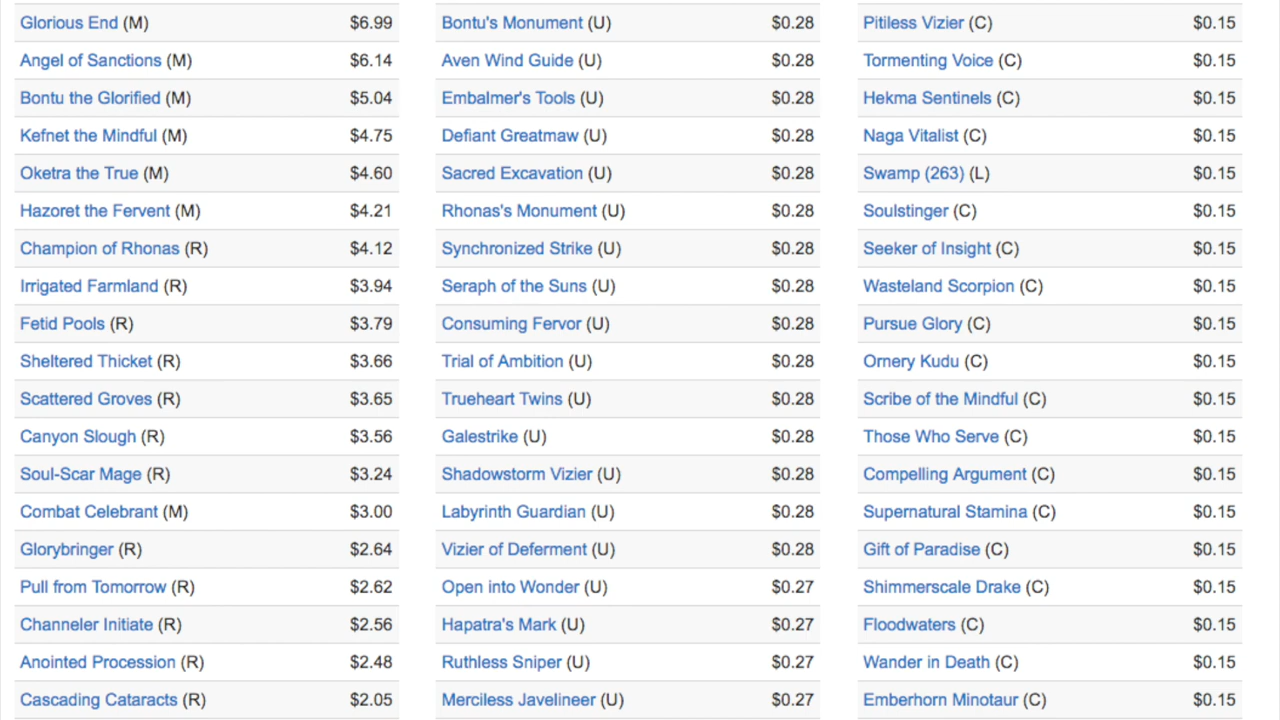 Glorious End (M) $6.99
Angel of Sanctions (M) $6.14
Bontu the Glorified (M) $5.04
Kefnet the Mindful (M) $4.75
Oketra the True (M) $4.60
Hazoret the Fervent (M) $4.21
Champion of Rhonas (R) $4.12
Irrigated Farmland (R) $3.94
Fetid Pools (R) $3.79
Sheltered Thicket (R) $3.66
Scattered Groves (R) $3.65
Canyon Slough (R) $3.56
Soul-Scar Mage (R) $3.24
Combat Celebrant (M) $3.00
Glorybringer (R) $2.64
Pull from Tomorrow (R) $2.62
Channeler Initiate (R) $2.56
Anointed Procession (R) $2.48
Cascading Cataracts (R) $2.05
Bontu's Monument (U) $0.28
Aven Wind Guide (U) $0.28
Embalmer's Tools (U) $0.28
Defiant Greatmaw (U) $0.28
Sacred Excavation (U) $0.28
Rhonas's Monument (U) $0.28
Synchronized Strike (U) $0.28
Seraph of the Suns (U) $0.28
Consuming Fervor (U) $0.28
Trial of Ambition (U) $0.28
Trueheart Twins (U) $0.28
Galestrike (U) $0.28
Shadowstorm Vizier (U) $0.28
Labyrinth Guardian (U) $0.28
Vizier of Deferment (U) $0.28
Open into Wonder (U) $0.27
Hapatra's Mark (U) $0.27
Ruthless Sniper (U) $0.27
Merciless Javelineer (U) $0.27
Pitiless Vizier (C) $0.15
Tormenting Voice (C) $0.15
Hekma Sentinels (C) $0.15
Naga Vitalist (C) $0.15
Swamp (263) (L) $0.15
Soulstinger (C) $0.15
Seeker of Insight (C) $0.15
Wasteland Scorpion (C) $0.15
Pursue Glory (C) $0.15
Ornery Kudu (C) $0.15
Scribe of the Mindful (C) $0.15
Those Who Serve (C) $0.15
Compelling Argument (C) $0.15
Supernatural Stamina (C) $0.15
Gift of Paradise (C) $0.15
Shimmerscale Drake (C) $0.15
Floodwaters (C) $0.15
Wander in Death (C) $0.15
Emberhorn Minotaur (C) $0.15